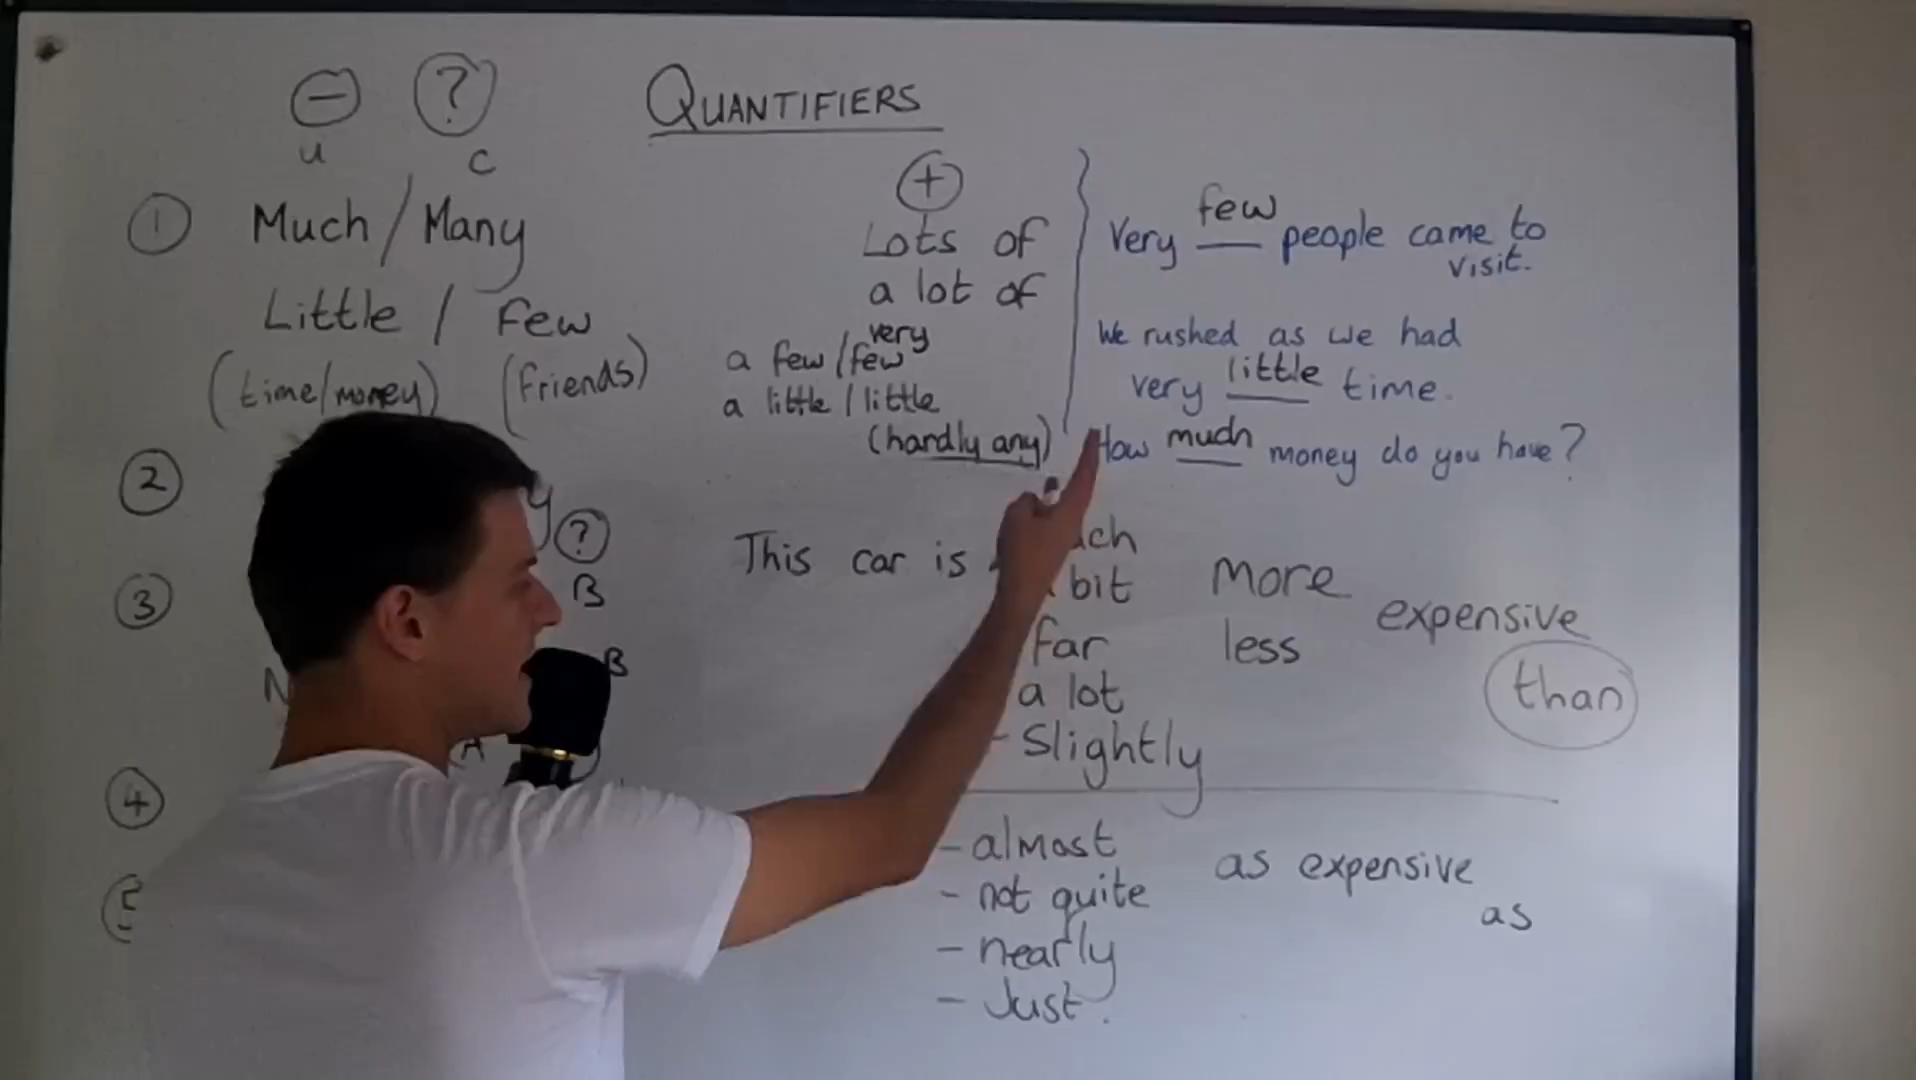 QUANTIFIERS
− ?
u c
① Much / Many
Little / Few
(time/money) (friends)
+
Lots of
a lot of
very
a few / few
a little / little
(hardly any)
few
Very ___ people came to
visit.
We rushed as we had
little
very ___ time.
much
How ___ money do you have?
②
?
③
B
B
A
④
This car is
bit
far
a lot
- Slightly
more
less
expensive
than
- almost
- not quite
- nearly
- Just.
as expensive
as